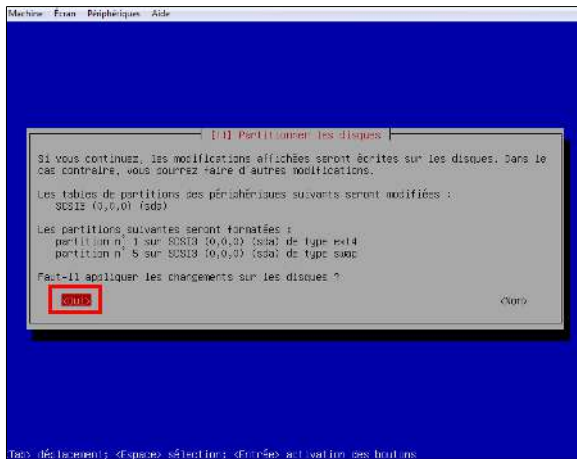 Machine Écran Périphériques Aide
[!!] Partitionner les disques
Si vous continuez, les modifications affichées seront écrites sur les disques. Dans le
cas contraire, vous pourrez faire d'autres modifications.
Les tables de partitions des périphériques suivants seront modifiées :
SCSI3 (0,0,0) (sda)
Les partitions suivantes seront formatées :
partition n° 1 sur SCSI3 (0,0,0) (sda) de type ext4
partition n° 5 sur SCSI3 (0,0,0) (sda) de type swap
Faut-il appliquer les changements sur les disques ?
<Oui> <Non>
<Tab> déplacement; <Espace> sélection; <Entrée> activation des boutons